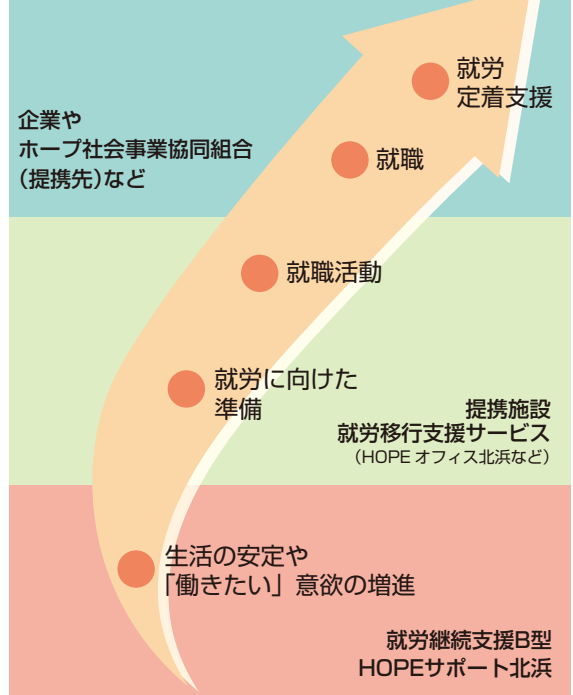 就労
定着支援
企業や
ホープ社会事業協同組合
（提携先）など
就職
就職活動
就労に向けた
準備
提携施設
就労移行支援サービス
（HOPE オフィス北浜など）
生活の安定や
「働きたい」意欲の増進
就労継続支援B型
HOPEサポート北浜